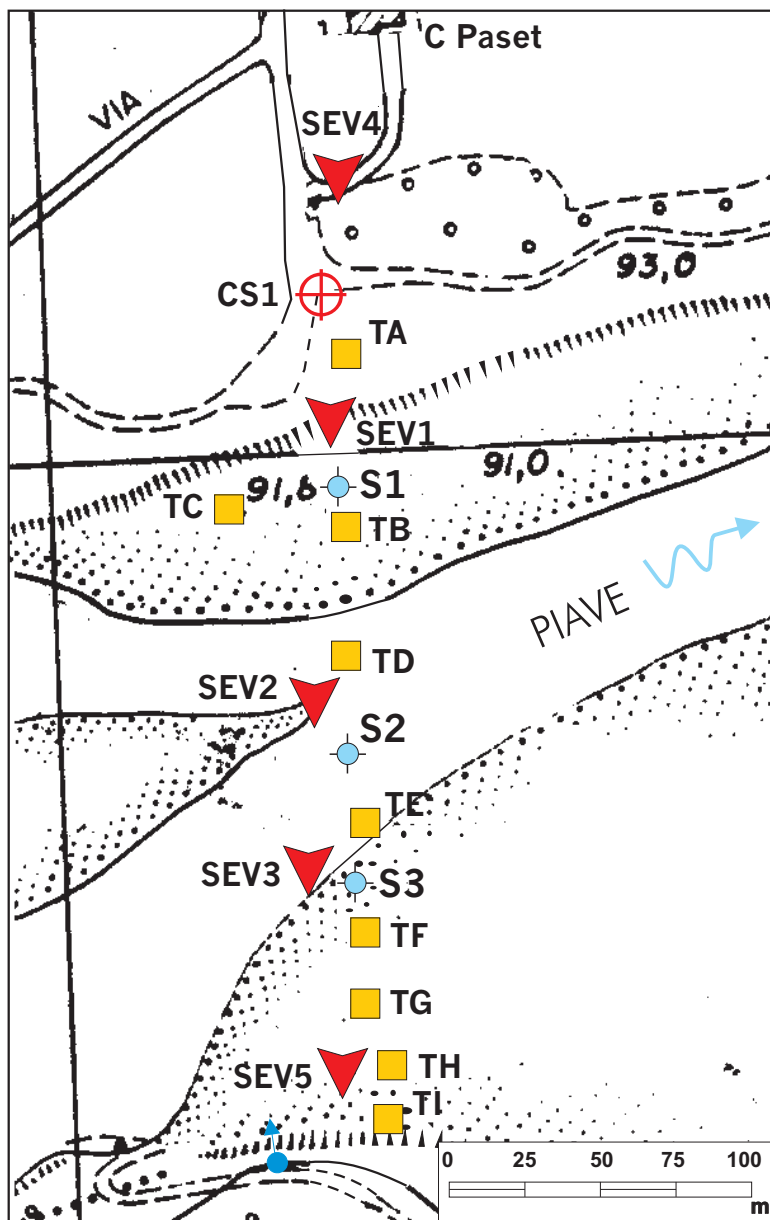 C Paset
VIA
SEV4
93,0
CS1
TA
SEV1
91,0
91,6
S1
TC
TB
PIAVE
TD
SEV2
S2
TE
SEV3
S3
TF
TG
TH
SEV5
TI
0 25 50 75 100
m